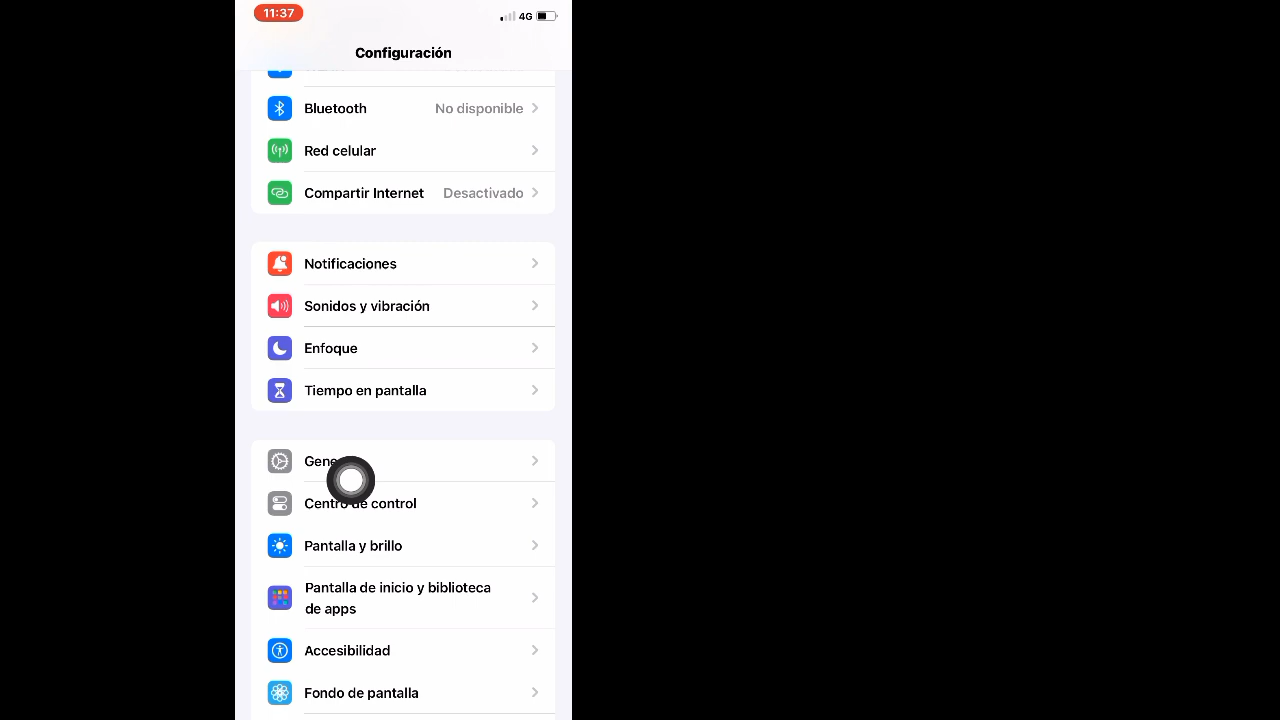 11:37
4G
Configuración
Bluetooth No disponible
Red celular
Compartir Internet Desactivado
Notificaciones
Sonidos y vibración
Enfoque
Tiempo en pantalla
Centro de control
Pantalla y brillo
Pantalla de inicio y biblioteca
de apps
Accesibilidad
Fondo de pantalla